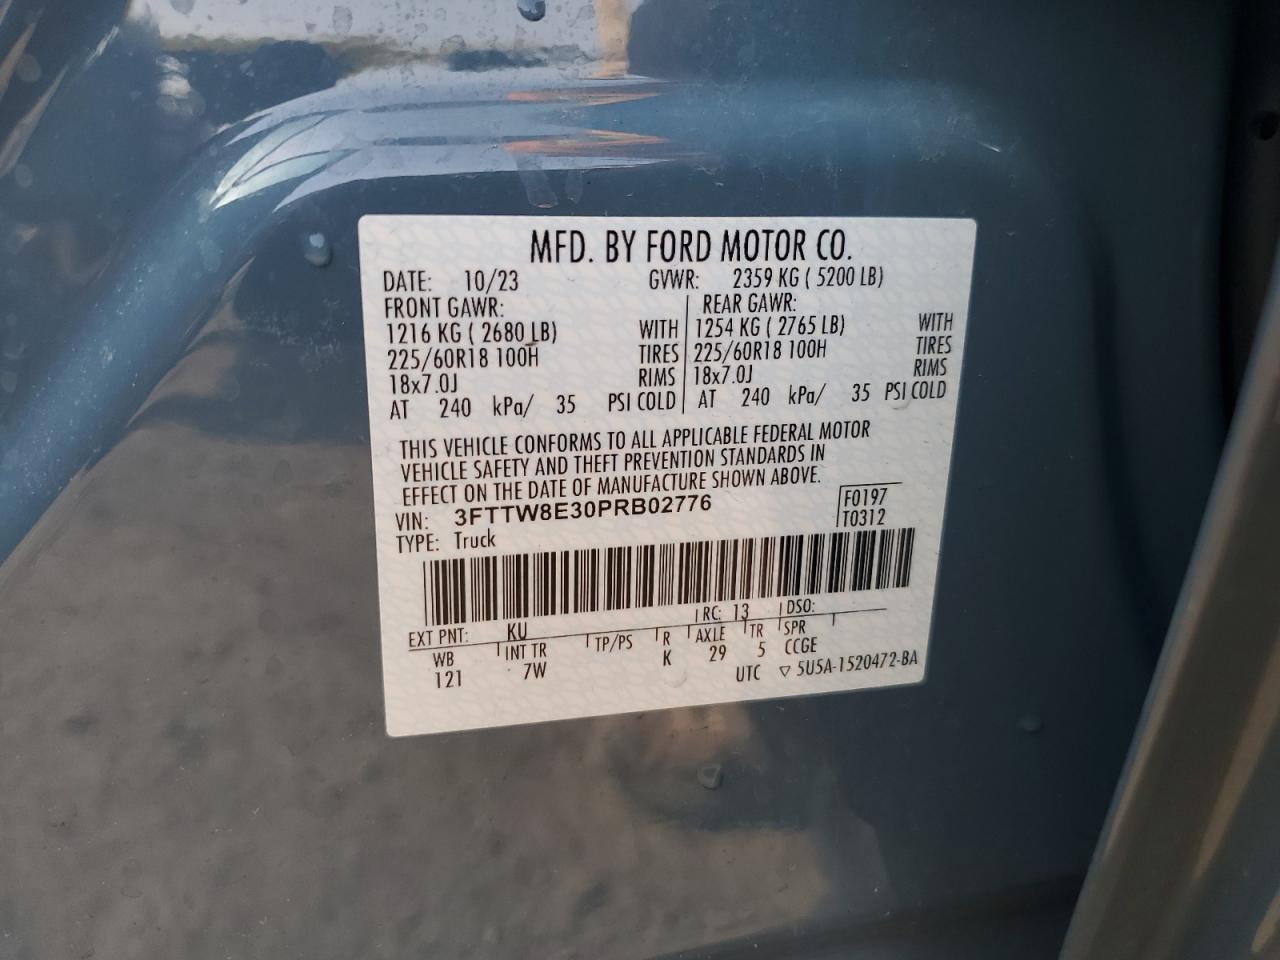 MFD. BY FORD MOTOR CO.
DATE: 10/23 GVWR: 2359 KG ( 5200 LB)
FRONT GAWR: REAR GAWR:
1216 KG ( 2680 LB) WITH 1254 KG ( 2765 LB) WITH
225/60R18 100H TIRES 225/60R18 100H TIRES
18x7.0J RIMS 18x7.0J RIMS
AT 240 kPa/ 35 PSI COLD AT 240 kPa/ 35 PSI COLD
THIS VEHICLE CONFORMS TO ALL APPLICABLE FEDERAL MOTOR
VEHICLE SAFETY AND THEFT PREVENTION STANDARDS IN
EFFECT ON THE DATE OF MANUFACTURE SHOWN ABOVE.
VIN: 3FTTW8E30PRB02776 F0197
TYPE: Truck T0312
EXT PNT: KU RC: 13 DSO:
WB INT TR TP/PS R AXLE TR SPR
121 7W K 29 5 CCGE
UTC ▽ 5U5A-1520472-BA